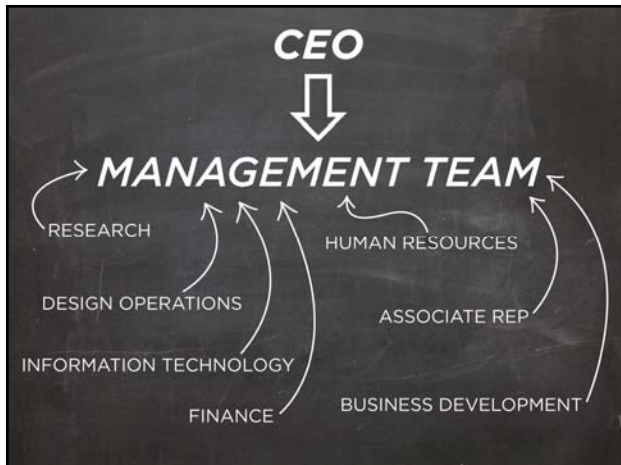 CEO
MANAGEMENT TEAM
RESEARCH
HUMAN RESOURCES
DESIGN OPERATIONS
ASSOCIATE REP
INFORMATION TECHNOLOGY
BUSINESS DEVELOPMENT
FINANCE